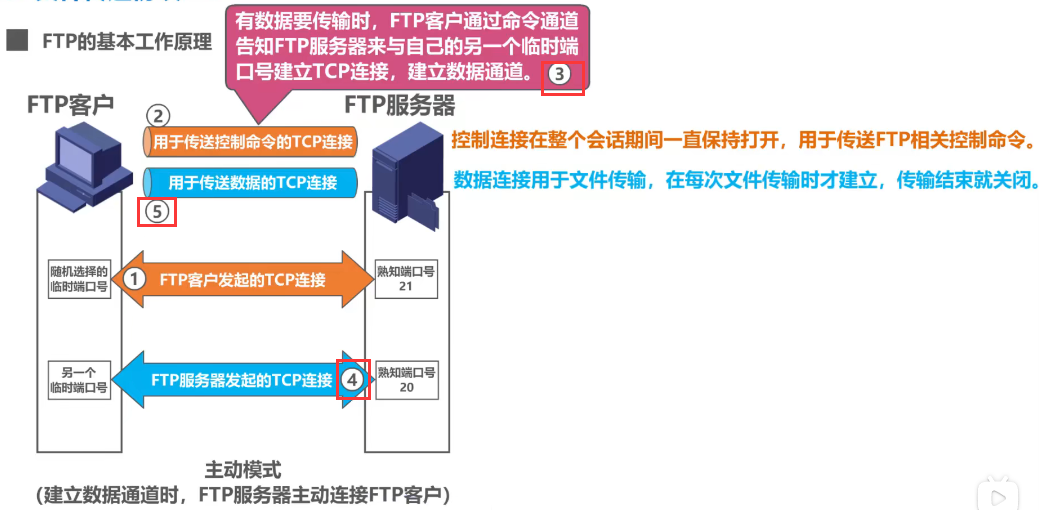 FTP的基本工作原理
有数据要传输时，FTP客户通过命令通道
告知FTP服务器来与自己的另一个临时端
口号建立TCP连接，建立数据通道。③
FTP客户
FTP服务器
②
用于传送控制命令的TCP连接
控制连接在整个会话期间一直保持打开，用于传送FTP相关控制命令。
用于传送数据的TCP连接
数据连接用于文件传输，在每次文件传输时才建立，传输结束就关闭。
⑤
随机选择的
临时端口号
① FTP客户发起的TCP连接
熟知端口号
21
另一个
临时端口号
FTP服务器发起的TCP连接 ④
熟知端口号
20
主动模式
(建立数据通道时，FTP服务器主动连接FTP客户)